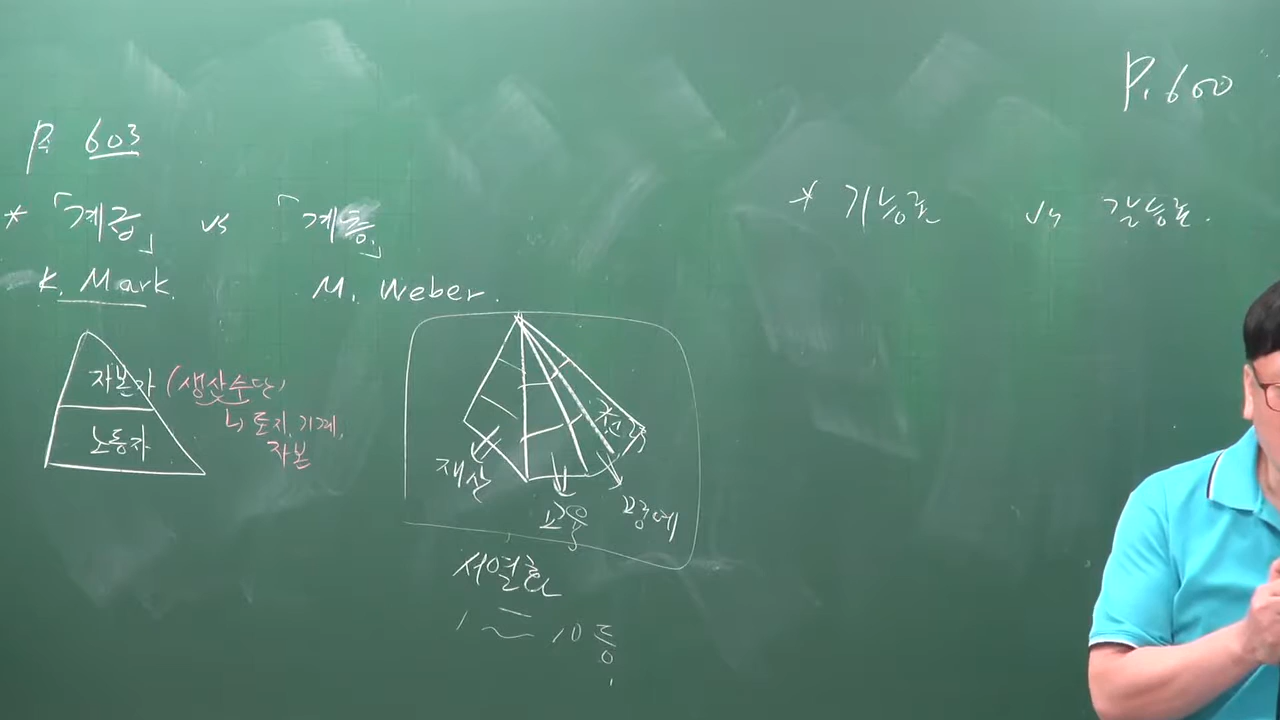 P. 603
* 「계급」 vs 「계층」
K. Mark. M. Weber.
자본가 (생산수단)
↳ 토지, 기계,
자본
노동자
재산
교육
명예
서열화
1 ~ 10등
P. 600
* 기능론 vs 갈등론.